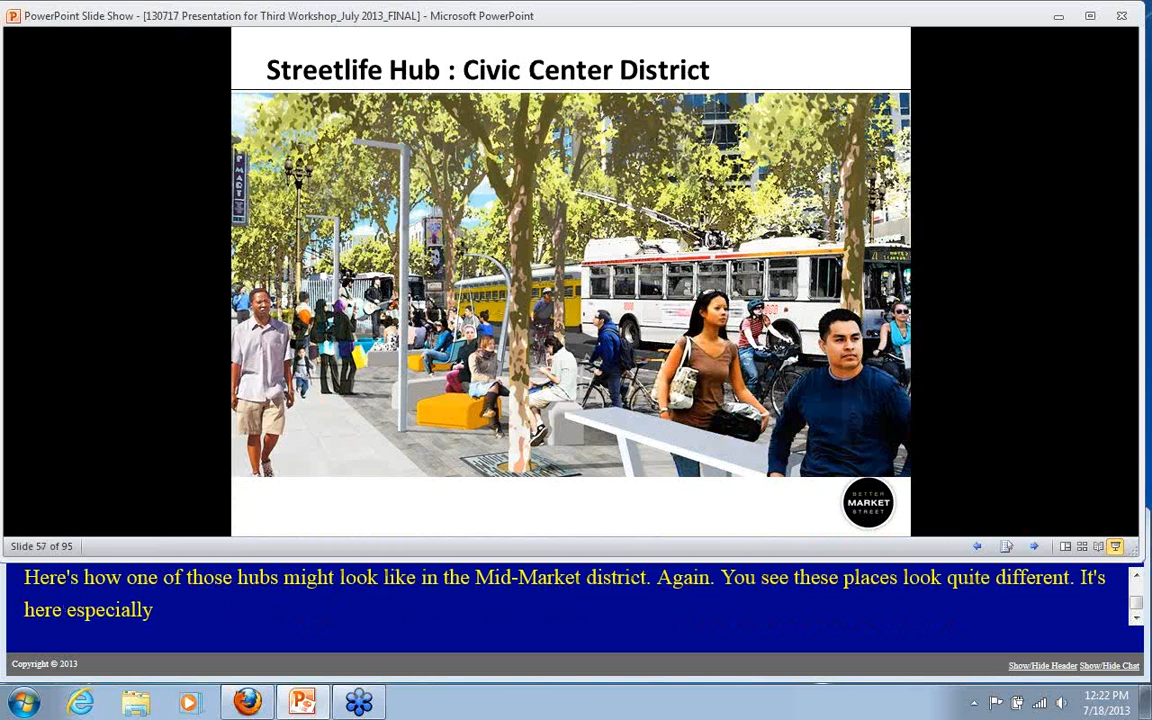 PowerPoint Slide Show - [130717 Presentation for Third Workshop_July 2013_FINAL] - Microsoft PowerPoint
Streetlife Hub : Civic Center District
P MART
BETTER
MARKET
STREET
Slide 57 of 95
Here's how one of those hubs might look like in the Mid-Market district. Again. You see these places look quite different. It's
here especially
Copyright © 2013
Show/Hide Header Show/Hide Chat
12:22 PM
7/18/2013